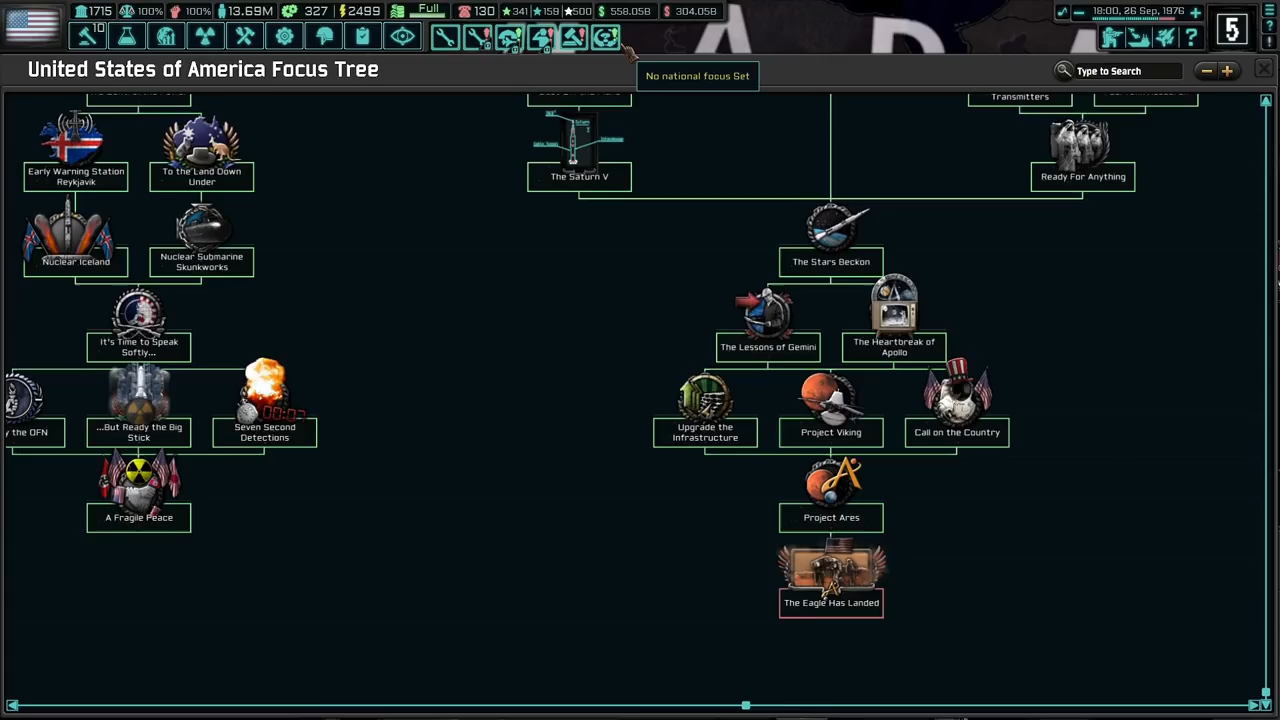 1715 100% 100% 13.69M 327 2499 Full 130 341 159 500 558.05B 304.05B 18:00, 26 Sep, 1976
10
5
United States of America Focus Tree
No national focus Set
Type to Search
Transmitters
Early Warning Station
Reykjavik
To the Land Down
Under
The Saturn V
Ready For Anything
Nuclear Iceland
Nuclear Submarine
Skunkworks
The Stars Beckon
It's Time to Speak
Softly...
The Lessons of Gemini
The Heartbreak of
Apollo
00:07
y the OFN
...But Ready the Big
Stick
Seven Second
Detections
Upgrade the
Infrastructure
Project Viking
Call on the Country
A Fragile Peace
Project Ares
The Eagle Has Landed